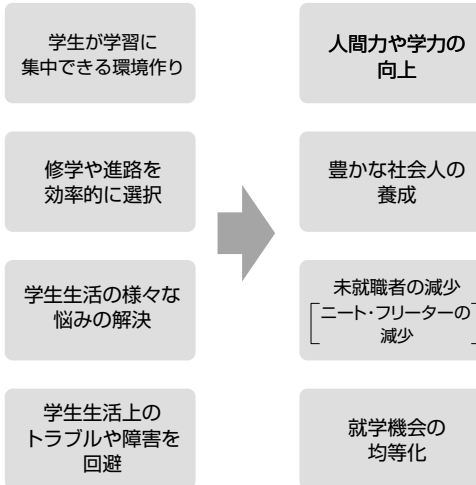 学生が学習に
集中できる環境作り
修学や進路を
効率的に選択
学生生活の様々な
悩みの解決
学生生活上の
トラブルや障害を
回避
人間力や学力の
向上
豊かな社会人の
養成
未就職者の減少
[ニート・フリーターの
減少]
就学機会の
均等化